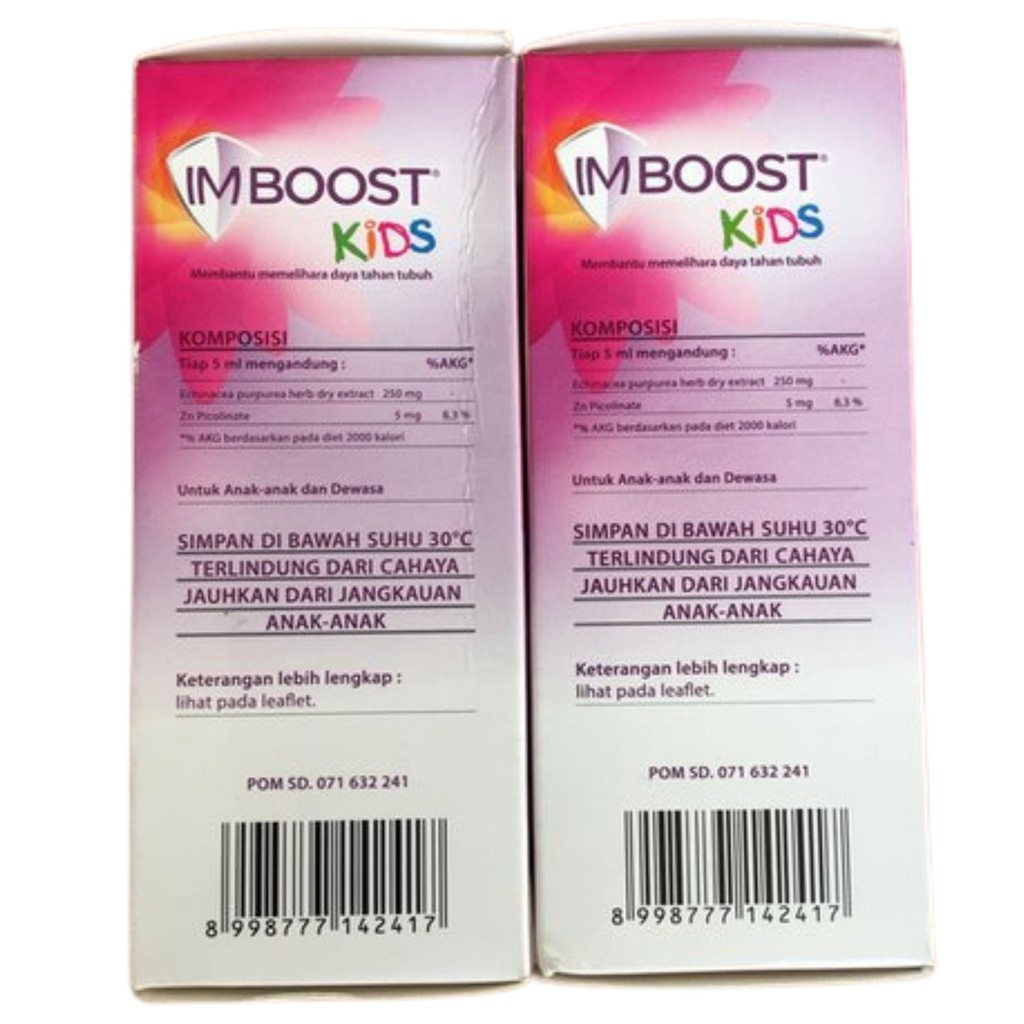 IMBOOST®
KiDS
Membantu memelihara daya tahan tubuh
KOMPOSISI
Tiap 5 ml mengandung : %AKG*
Echinacea purpurea herb dry extract 250 mg -
Zn Picolinate 5 mg 8,3 %
*% AKG berdasarkan pada diet 2000 kalori
Untuk Anak-anak dan Dewasa
SIMPAN DI BAWAH SUHU 30°C
TERLINDUNG DARI CAHAYA
JAUHKAN DARI JANGKAUAN
ANAK-ANAK
Keterangan lebih lengkap :
lihat pada leaflet.
POM SD. 071 632 241
8 998777 142417
IMBOOST®
KiDS
Membantu memelihara daya tahan tubuh
KOMPOSISI
Tiap 5 ml mengandung : %AKG*
Echinacea purpurea herb dry extract 250 mg -
Zn Picolinate 5 mg 8,3 %
*% AKG berdasarkan pada diet 2000 kalori
Untuk Anak-anak dan Dewasa
SIMPAN DI BAWAH SUHU 30°C
TERLINDUNG DARI CAHAYA
JAUHKAN DARI JANGKAUAN
ANAK-ANAK
Keterangan lebih lengkap :
lihat pada leaflet.
POM SD. 071 632 241
8 998777 142417